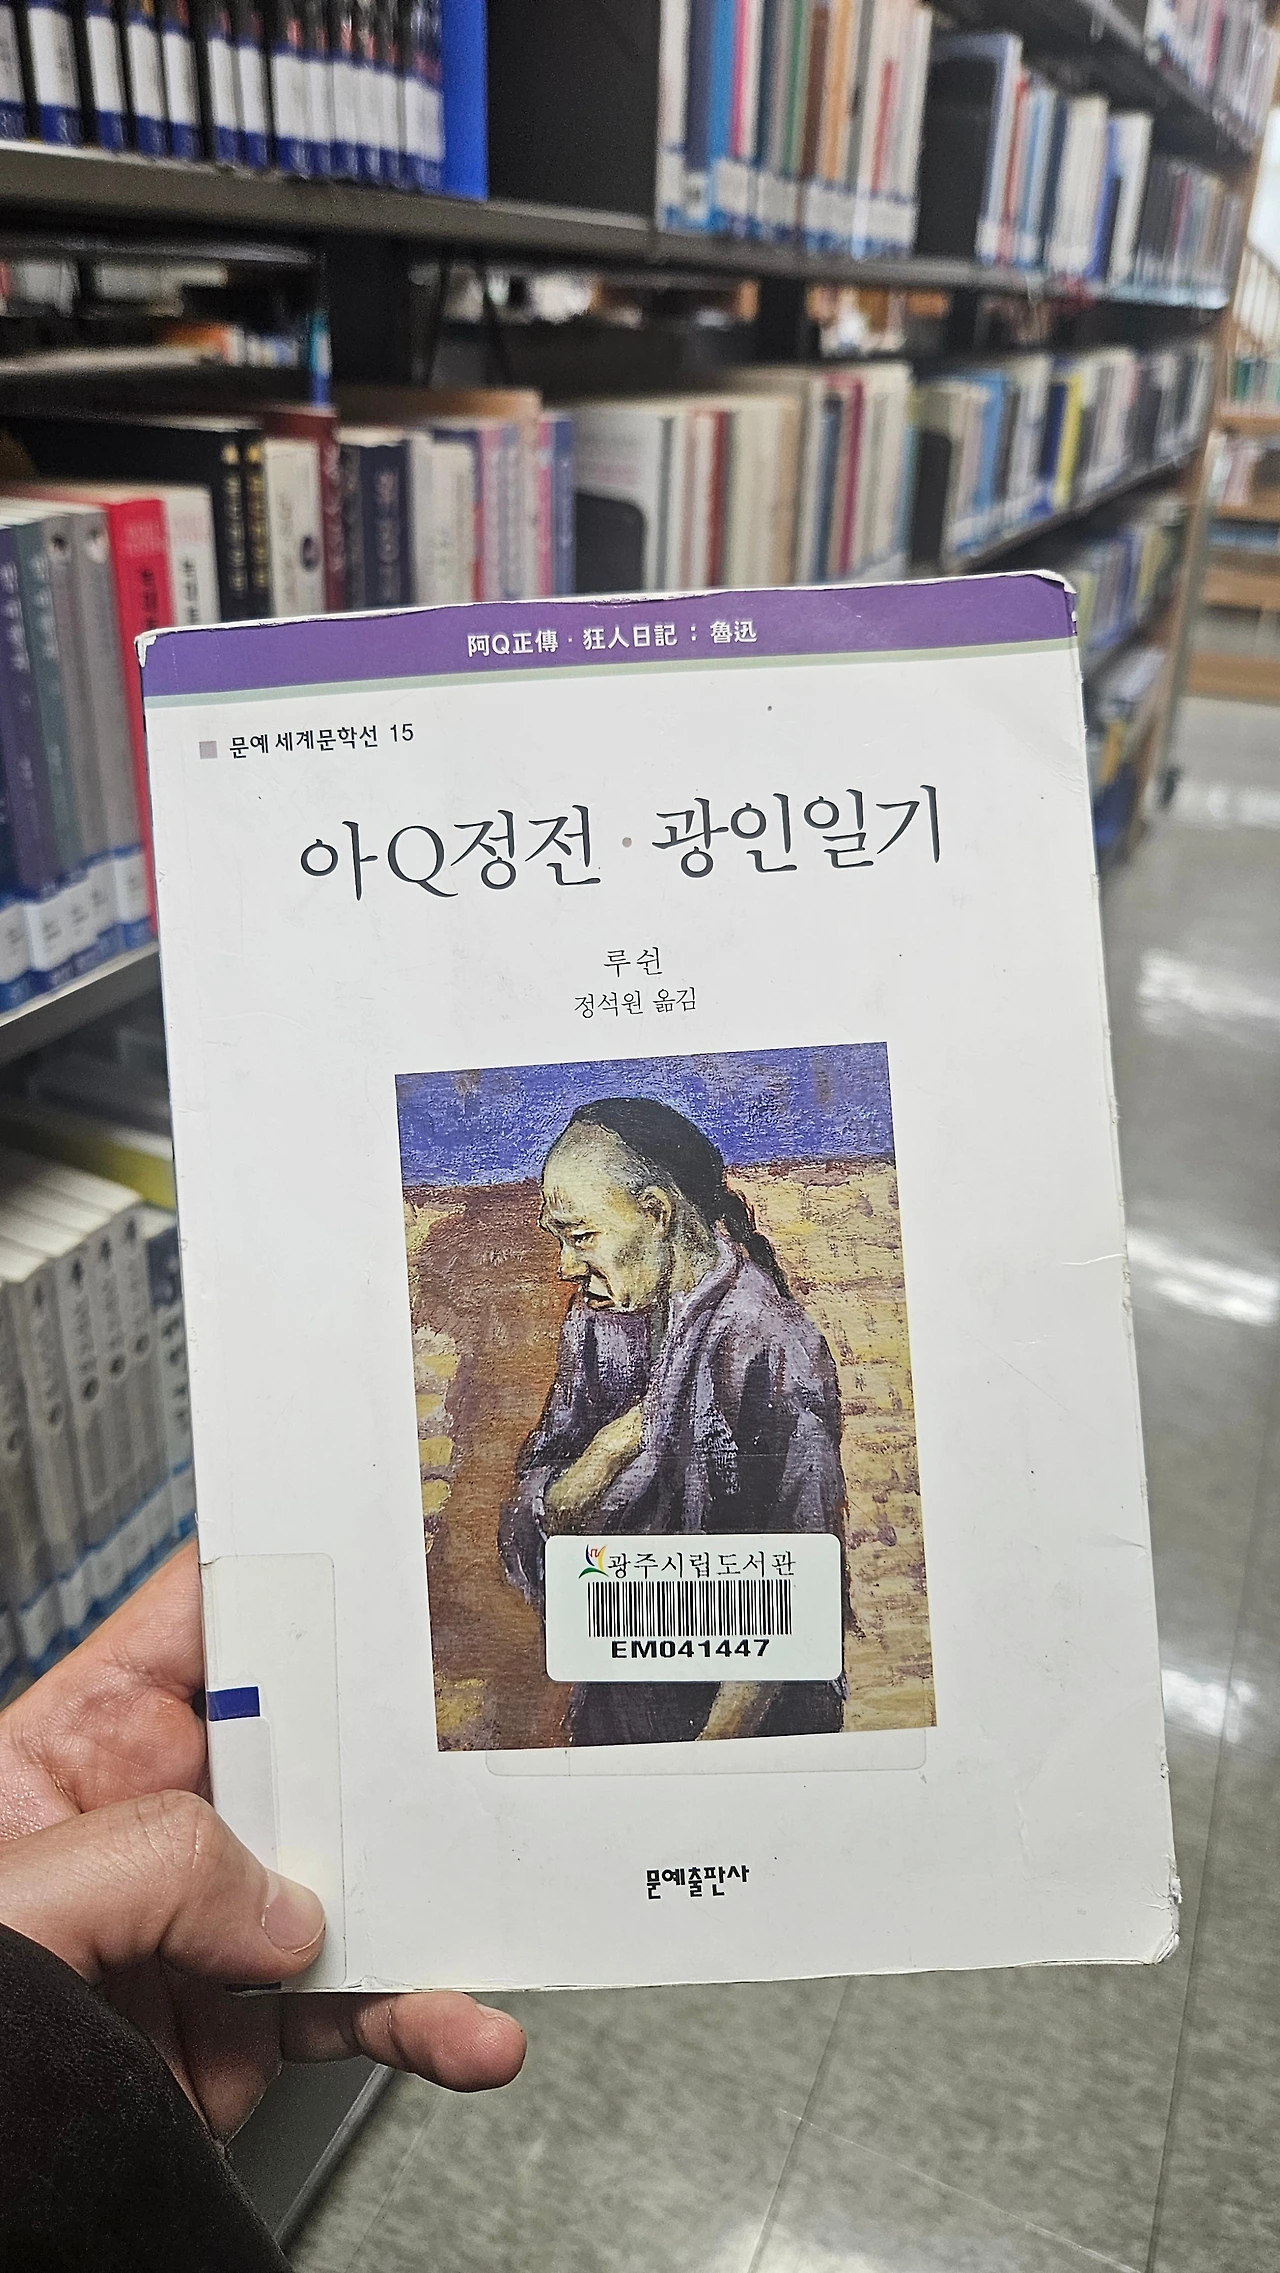 阿Q正傳 · 狂人日記 : 魯迅
문예 세계문학선 15
아Q정전 · 광인일기
루쉰
정석원 옮김
광주시립도서관
EM041447
문예출판사